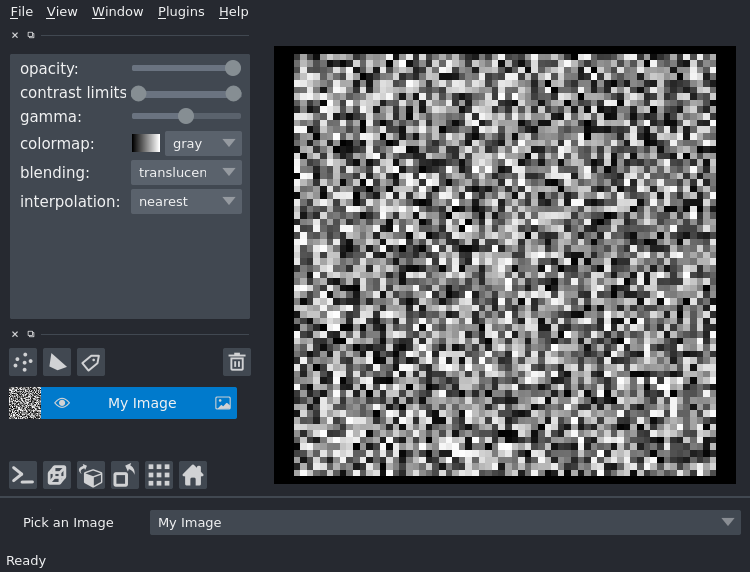 File View Window Plugins Help
opacity:
contrast limits
gamma:
colormap: gray
blending: translucen
interpolation: nearest
My Image
Pick an Image My Image
Ready